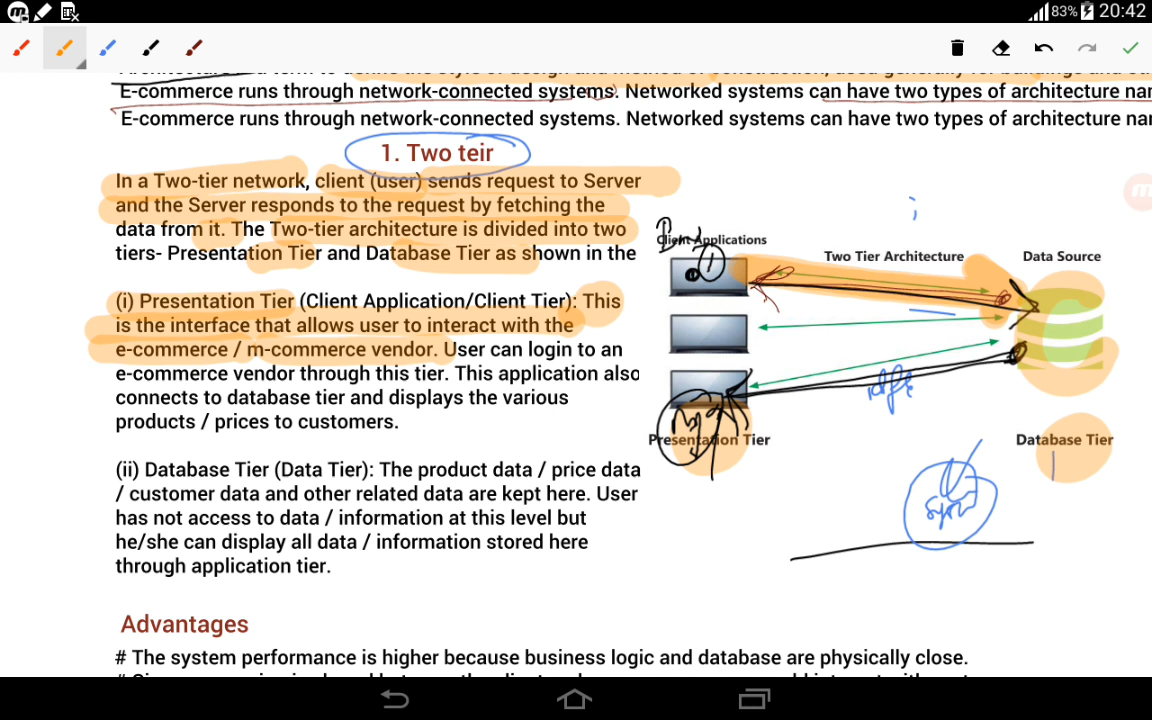 83% 20:42
E-commerce runs through network-connected systems. Networked systems can have two types of architecture nar
E-commerce runs through network-connected systems. Networked systems can have two types of architecture nar
1. Two teir
In a Two-tier network, client (user) sends request to Server
and the Server responds to the request by fetching the
data from it. The Two-tier architecture is divided into two
tiers- Presentation Tier and Database Tier as shown in the
(i) Presentation Tier (Client Application/Client Tier): This
is the interface that allows user to interact with the
e-commerce / m-commerce vendor. User can login to an
e-commerce vendor through this tier. This application also
connects to database tier and displays the various
products / prices to customers.
(ii) Database Tier (Data Tier): The product data / price data
/ customer data and other related data are kept here. User
has not access to data / information at this level but
he/she can display all data / information stored here
through application tier.
Client Applications
Two Tier Architecture
Data Source
Presentation Tier
Database Tier
Advantages
# The system performance is higher because business logic and database are physically close.